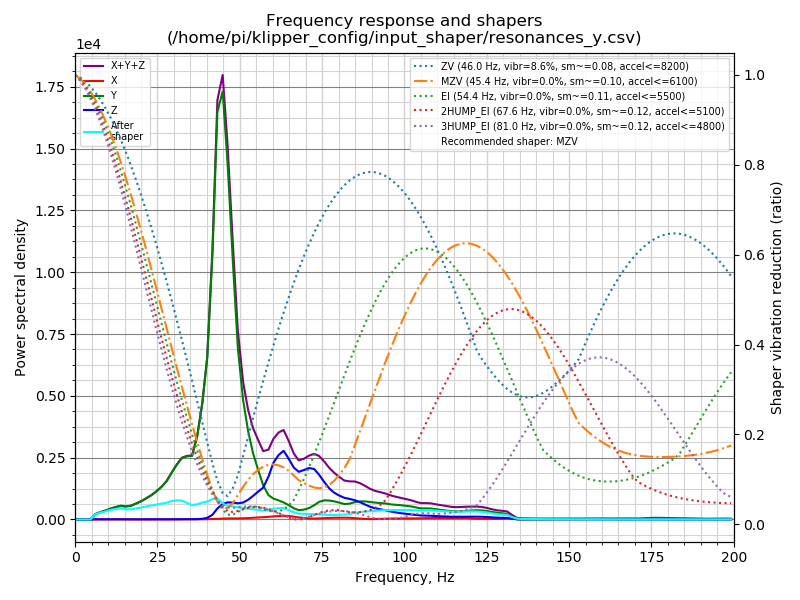 Frequency response and shapers
(/home/pi/klipper_config/input_shaper/resonances_y.csv)
1e4
X+Y+Z
X
Y
Z
After
shaper
ZV (46.0 Hz, vibr=8.6%, sm~=0.08, accel<=8200)
MZV (45.4 Hz, vibr=0.0%, sm~=0.10, accel<=6100)
EI (54.4 Hz, vibr=0.0%, sm~=0.11, accel<=5500)
2HUMP_EI (67.6 Hz, vibr=0.0%, sm~=0.12, accel<=5100)
3HUMP_EI (81.0 Hz, vibr=0.0%, sm~=0.12, accel<=4800)
Recommended shaper: MZV
Power spectral density
1.75
1.50
1.25
1.00
0.75
0.50
0.25
0.00
1.0
0.8
0.6
0.4
0.2
0.0
Shaper vibration reduction (ratio)
0 25 50 75 100 125 150 175 200
Frequency, Hz